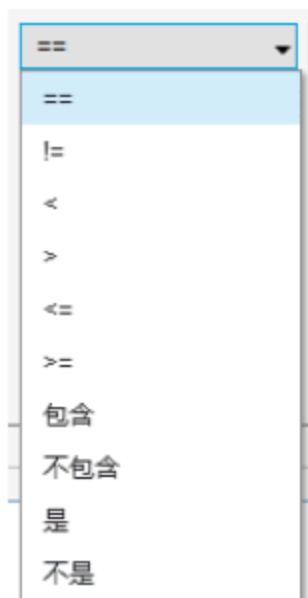 ==
==
!=
<
>
<=
>=
包含
不包含
是
不是